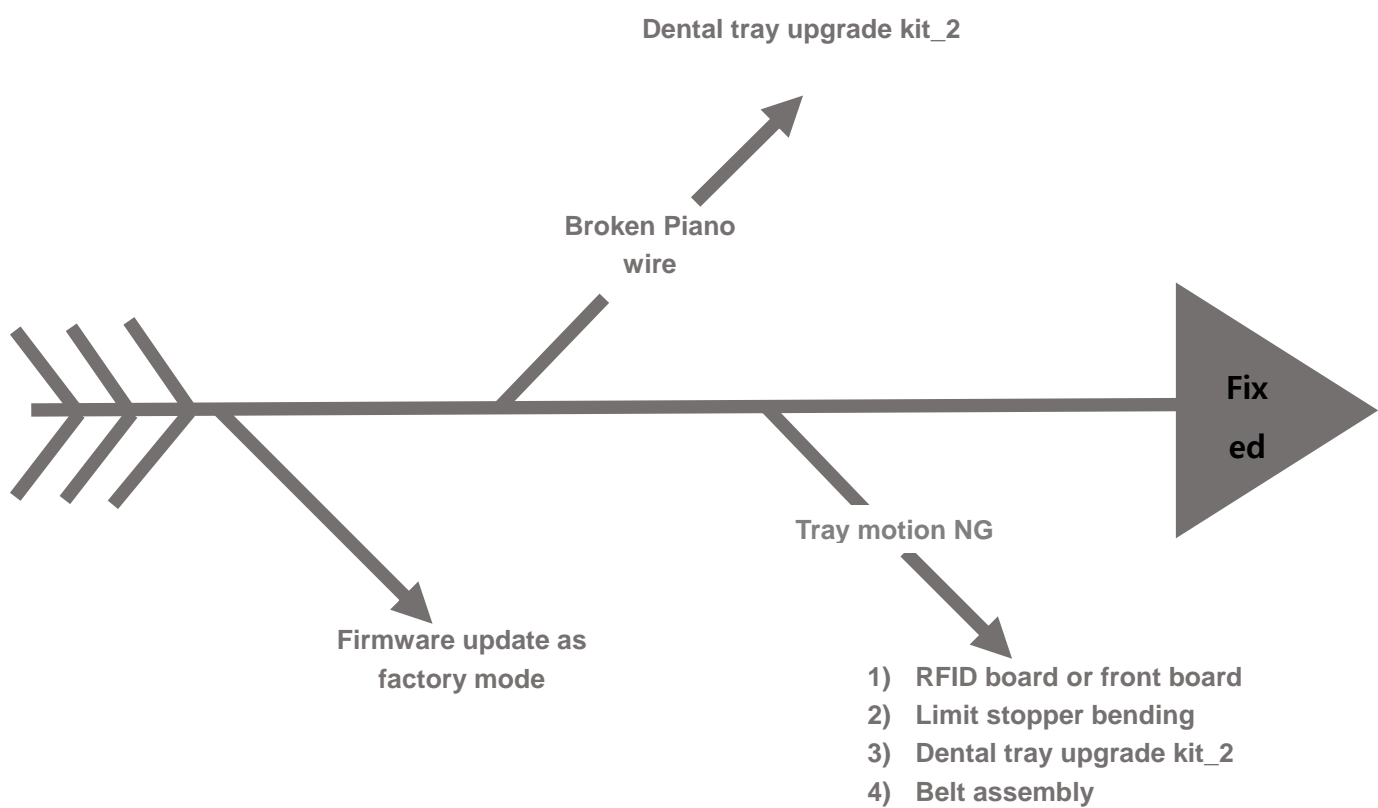 Dental tray upgrade kit_2
Broken Piano
wire
Fix
ed
Tray motion NG
Firmware update as
factory mode
1) RFID board or front board
2) Limit stopper bending
3) Dental tray upgrade kit_2
4) Belt assembly